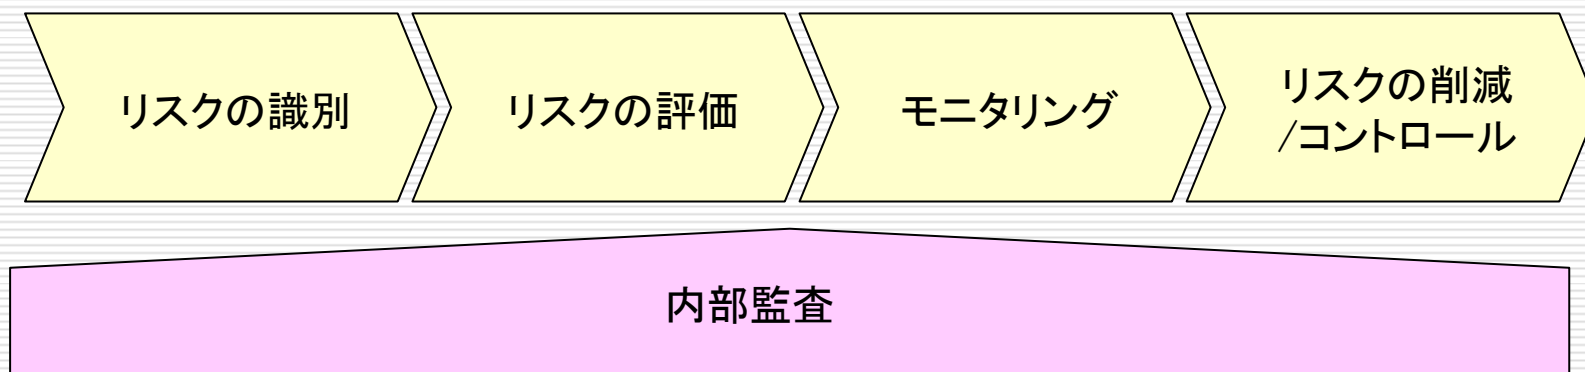 リスクの識別
リスクの評価
モニタリング
リスクの削減
/コントロール
内部監査